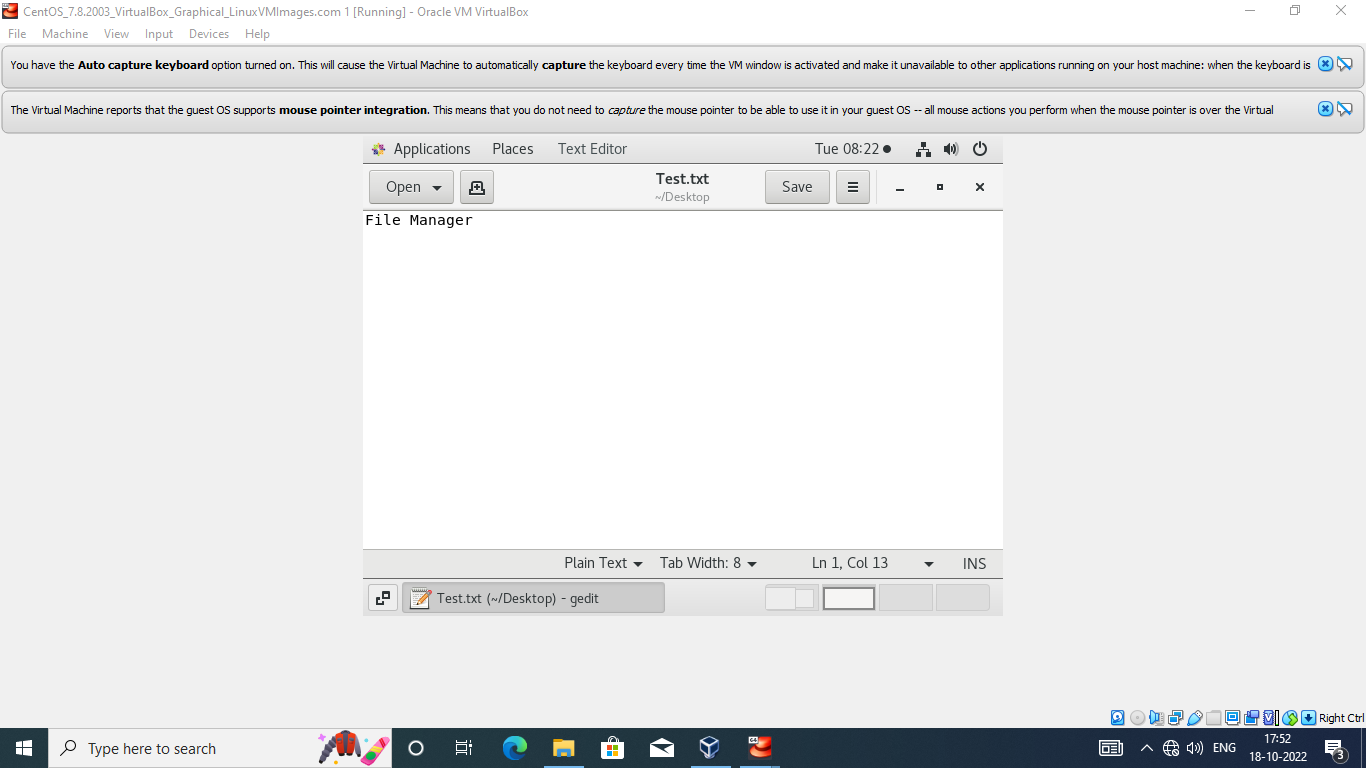 CentOS_7.8.2003_VirtualBox_Graphical_LinuxVMImages.com 1 [Running] - Oracle VM VirtualBox
File Machine View Input Devices Help
You have the Auto capture keyboard option turned on. This will cause the Virtual Machine to automatically capture the keyboard every time the VM window is activated and make it unavailable to other applications running on your host machine: when the keyboard is
The Virtual Machine reports that the guest OS supports mouse pointer integration. This means that you do not need to capture the mouse pointer to be able to use it in your guest OS -- all mouse actions you perform when the mouse pointer is over the Virtual
Applications Places Text Editor Tue 08:22
Open Test.txt Save
~/Desktop
File Manager
Plain Text Tab Width: 8 Ln 1, Col 13 INS
Test.txt (~/Desktop) - gedit
Right Ctrl
Type here to search
ENG
17:52
18-10-2022
3